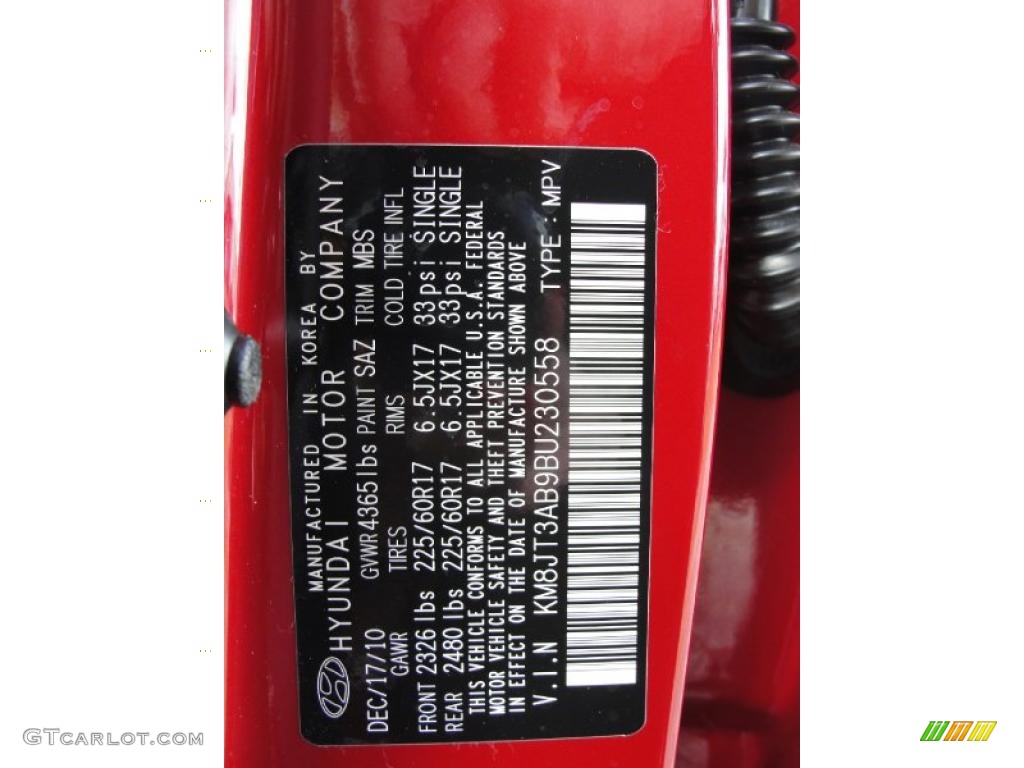 MANUFACTURED IN KOREA BY
HYUNDAI MOTOR COMPANY
DEC/17/10 GVWR4365lbs PAINT SAZ TRIM MBS
GAWR TIRES RIMS COLD TIRE INFL
FRONT 2326 lbs 225/60R17 6.5JX17 33psi SINGLE
REAR 2480 lbs 225/60R17 6.5JX17 33psi SINGLE
THIS VEHICLE CONFORMS TO ALL APPLICABLE U.S.A. FEDERAL
MOTOR VEHICLE SAFETY AND THEFT PREVENTION STANDARDS
IN EFFECT ON THE DATE OF MANUFACTURE SHOWN ABOVE
V.I.N KM8JT3AB9BU230558 TYPE : MPV
GTCARLOT.COM